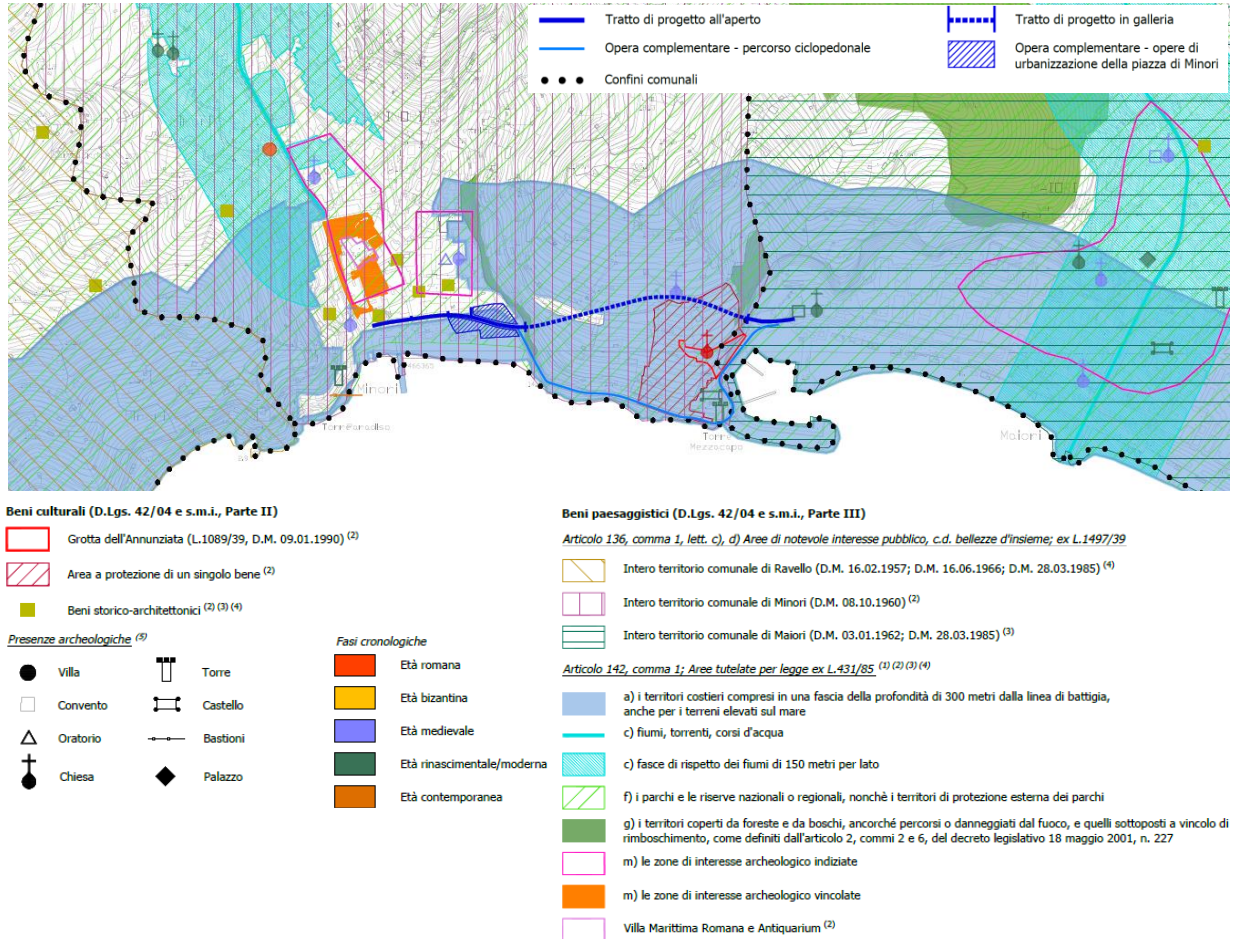 Tratto di progetto all'aperto
Tratto di progetto in galleria
Opera complementare - percorso ciclopedonale
Opera complementare - opere di
urbanizzazione della piazza di Minori
Confini comunali
Minori
TorreParadiso
Torre
Mezzacapo
Maiori
Beni culturali (D.Lgs. 42/04 e s.m.i., Parte II)
Grotta dell'Annunziata (L.1089/39, D.M. 09.01.1990) (2)
Area a protezione di un singolo bene (2)
Beni storico-architettonici (2) (3) (4)
Presenze archeologiche (5)
Villa
Torre
Convento
Castello
Oratorio
Bastioni
Chiesa
Palazzo
Fasi cronologiche
Età romana
Età bizantina
Età medievale
Età rinascimentale/moderna
Età contemporanea
Beni paesaggistici (D.Lgs. 42/04 e s.m.i., Parte III)
Articolo 136, comma 1, lett. c), d) Aree di notevole interesse pubblico, c.d. bellezze d'insieme; ex L.1497/39
Intero territorio comunale di Ravello (D.M. 16.02.1957; D.M. 16.06.1966; D.M. 28.03.1985) (4)
Intero territorio comunale di Minori (D.M. 08.10.1960) (2)
Intero territorio comunale di Maiori (D.M. 03.01.1962; D.M. 28.03.1985) (3)
Articolo 142, comma 1; Aree tutelate per legge ex L.431/85 (1) (2) (3) (4)
a) i territori costieri compresi in una fascia della profondità di 300 metri dalla linea di battigia,
anche per i terreni elevati sul mare
c) fiumi, torrenti, corsi d'acqua
c) fasce di rispetto dei fiumi di 150 metri per lato
f) i parchi e le riserve nazionali o regionali, nonchè i territori di protezione esterna dei parchi
g) i territori coperti da foreste e da boschi, ancorché percorsi o danneggiati dal fuoco, e quelli sottoposti a vincolo di
rimboschimento, come definiti dall'articolo 2, commi 2 e 6, del decreto legislativo 18 maggio 2001, n. 227
m) le zone di interesse archeologico indiziate
m) le zone di interesse archeologico vincolate
Villa Marittima Romana e Antiquarium (2)